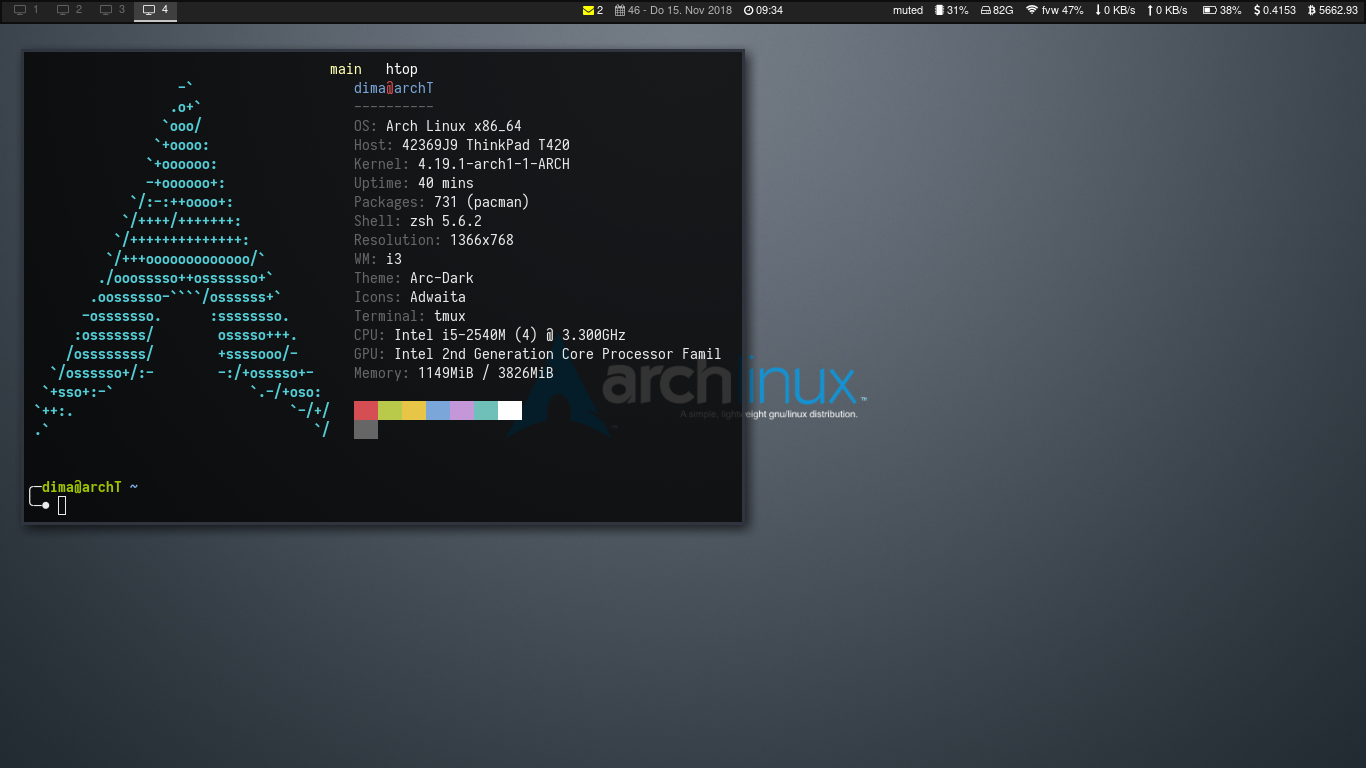 1 2 3 4 2 46 - Do 15. Nov 2018 09:34 muted 31% 82G fvw 47% 0 KB/s 0 KB/s 38% $ 0.4153 5662.93
main htop
-` dima@archT
.o+` ----------
`ooo/ OS: Arch Linux x86_64
`+oooo: Host: 42369J9 ThinkPad T420
`+oooooo: Kernel: 4.19.1-arch1-1-ARCH
-+oooooo+: Uptime: 40 mins
`/:-:++oooo+: Packages: 731 (pacman)
`/++++/+++++++: Shell: zsh 5.6.2
`/++++++++++++++: Resolution: 1366x768
`/+++ooooooooooooo/` WM: i3
./ooosssso++osssssso+` Theme: Arc-Dark
.oossssso-````/ossssss+` Icons: Adwaita
-osssssso. :ssssssso. Terminal: tmux
:osssssss/ osssso+++. CPU: Intel i5-2540M (4) @ 3.300GHz
/ossssssss/ +ssssooo/- GPU: Intel 2nd Generation Core Processor Famil
`/ossssso+/:- -:/+osssso+- Memory: 1149MiB / 3826MiB
`+sso+:-` `.-/+oso:
`++:. `-/+/
.` `/
archlinux™
A simple, lightweight gnu/linux distribution.
dima@archT ~